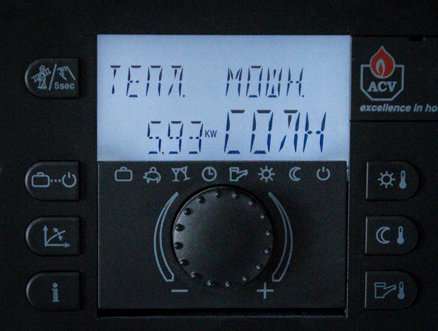 ТЕПЛ. МОЩН.
5.93 KW СОЛН
/5sec
ACV
excellence in ho